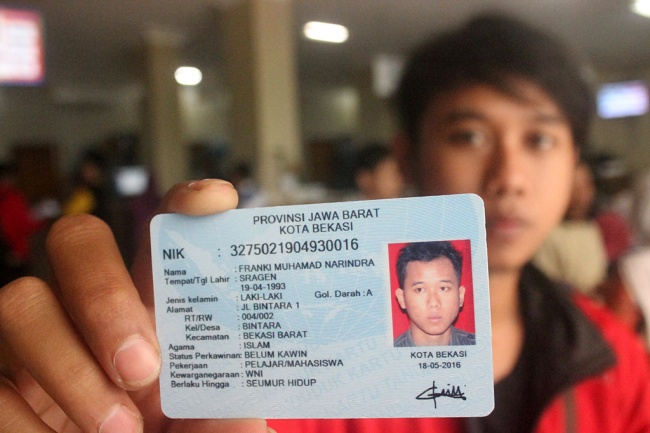 PROVINSI JAWA BARAT
KOTA BEKASI
NIK : 3275021904930016
Nama : FRANKI MUHAMAD NARINDRA
Tempat/Tgl Lahir : SRAGEN
19-04-1993
Jenis kelamin : LAKI-LAKI Gol. Darah : A
Alamat : JL BINTARA 1
RT/RW : 004/002
Kel/Desa : BINTARA
Kecamatan : BEKASI BARAT
Agama : ISLAM
Status Perkawinan: BELUM KAWIN
Pekerjaan : PELAJAR/MAHASISWA
Kewarganegaraan: WNI
Berlaku Hingga : SEUMUR HIDUP
KOTA BEKASI
18-05-2016